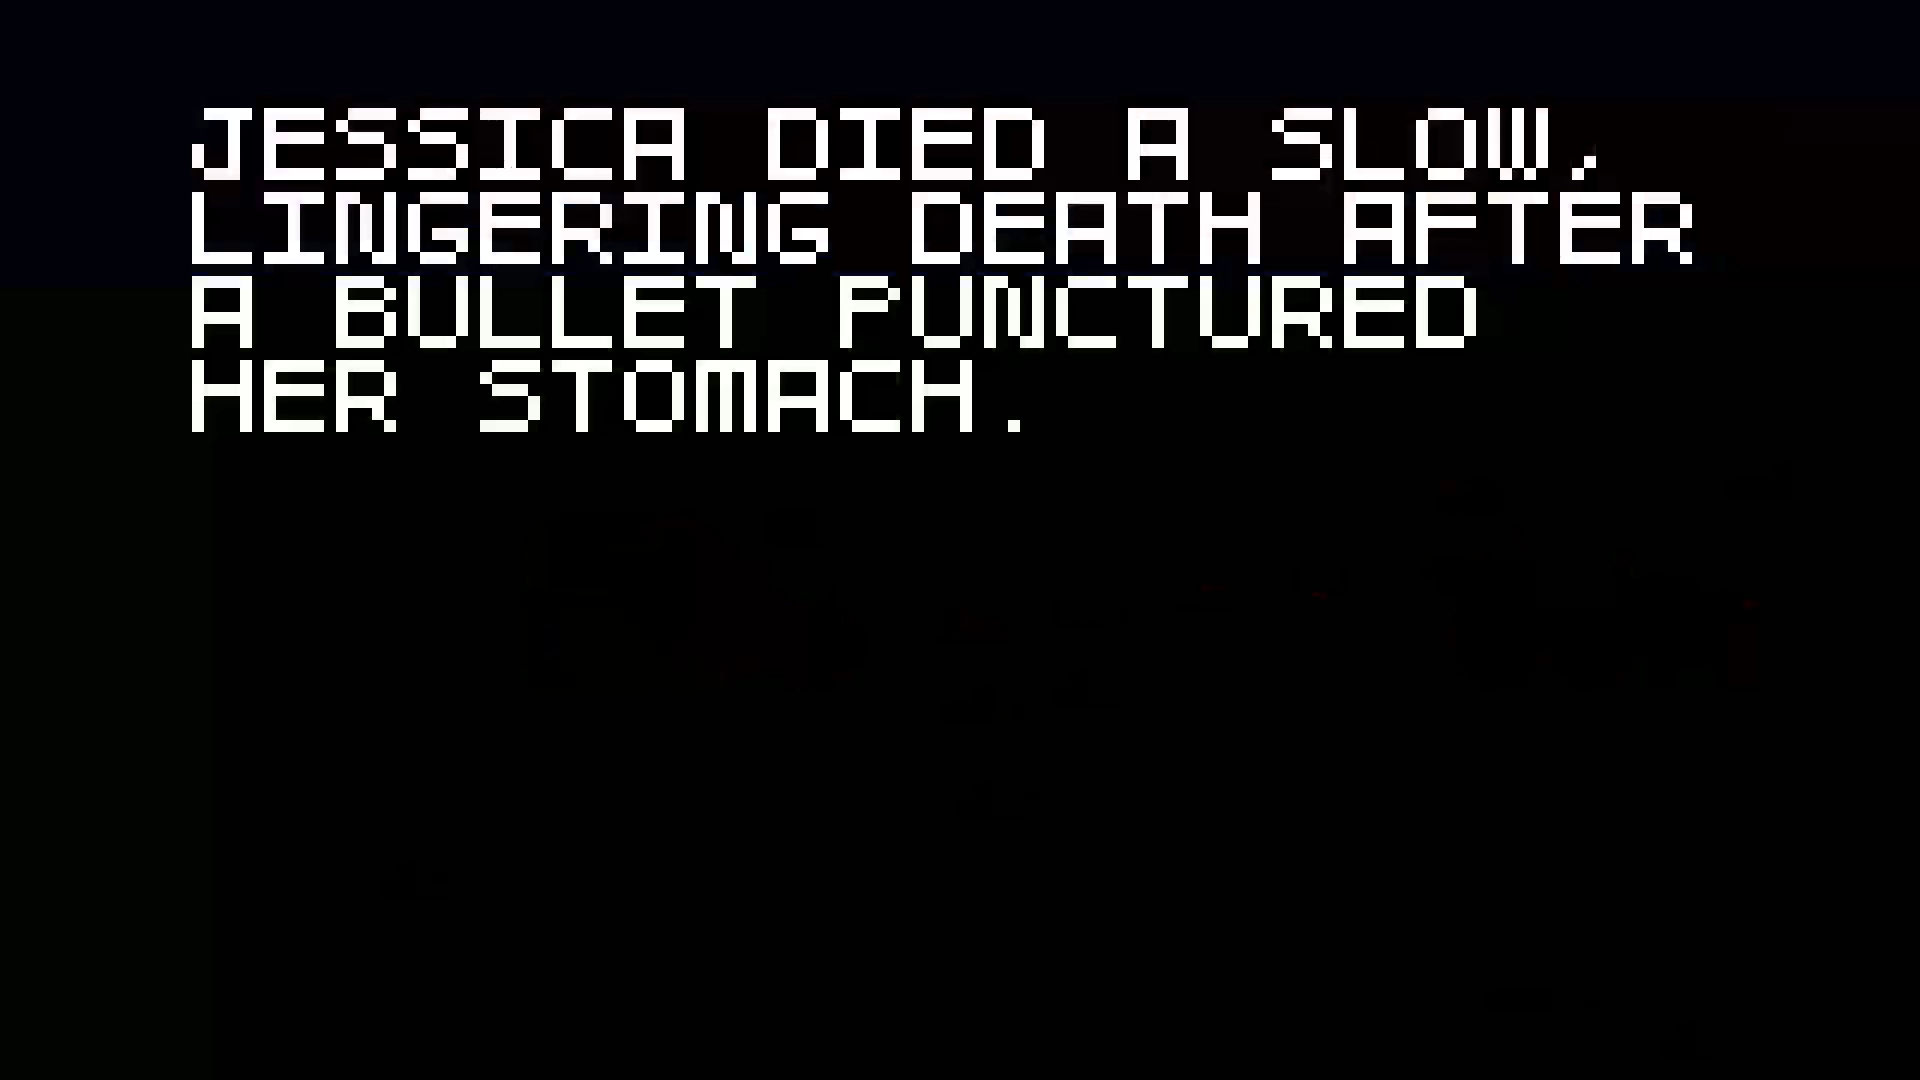 JESSICA DIED A SLOW,
LINGERING DEATH AFTER
A BULLET PUNCTURED
HER STOMACH.